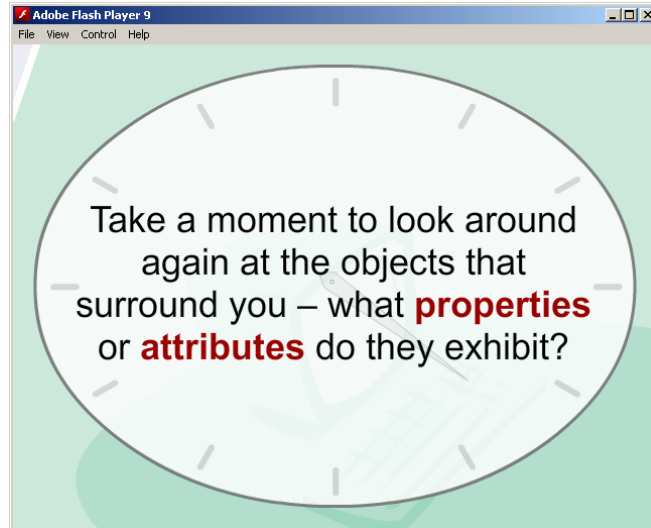 Adobe Flash Player 9
File View Control Help
Take a moment to look around
again at the objects that
surround you – what properties
or attributes do they exhibit?